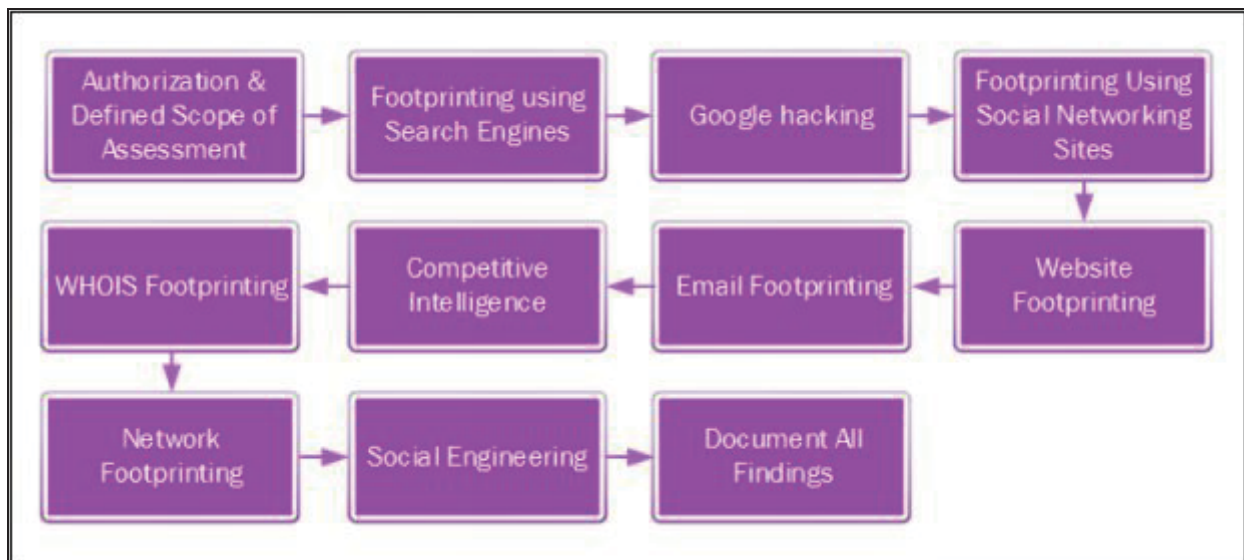 Authorization &
Defined Scope of
Assessment
Footprinting using
Search Engines
Google hacking
Footprinting Using
Social Networking
Sites
Website
Footprinting
Email Footprinting
Competitive
Intelligence
WHOIS Footprinting
Network
Footprinting
Social Engineering
Document All
Findings